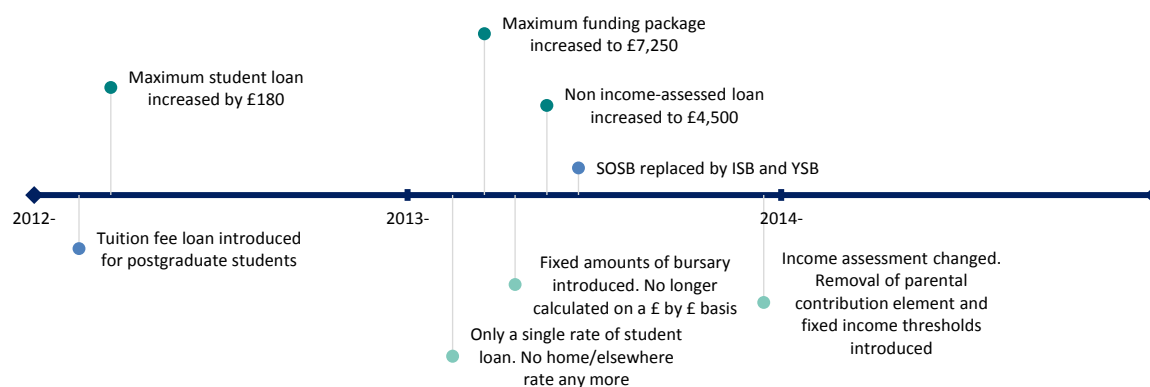 Maximum funding package
increased to £7,250
Maximum student loan
increased by £180
Non income-assessed loan
increased to £4,500
SOSB replaced by ISB and YSB
2012-
2013-
2014-
Tuition fee loan introduced
for postgraduate students
Fixed amounts of bursary
introduced. No longer
calculated on a £ by £ basis
Income assessment changed.
Removal of parental
contribution element and
fixed income thresholds
introduced
Only a single rate of student
loan. No home/elsewhere
rate any more